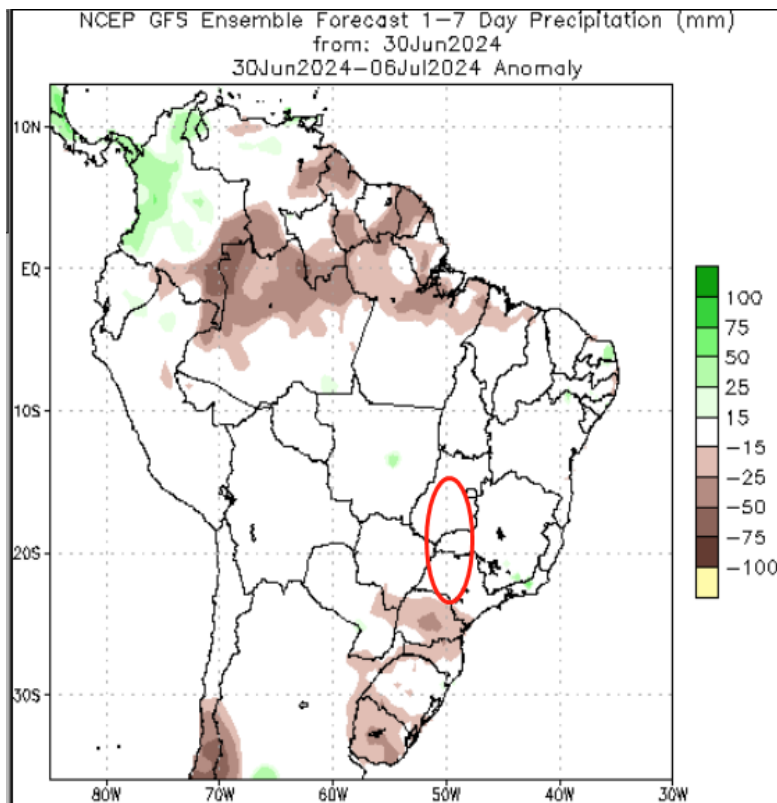 NCEP GFS Ensemble Forecast 1-7 Day Precipitation (mm)
from: 30Jun2024
30Jun2024-06Jul2024 Anomaly
10N
EQ
10S
20S
30S
80W 70W 60W 50W 40W 30W
100
75
50
25
15
-15
-25
-50
-75
-100